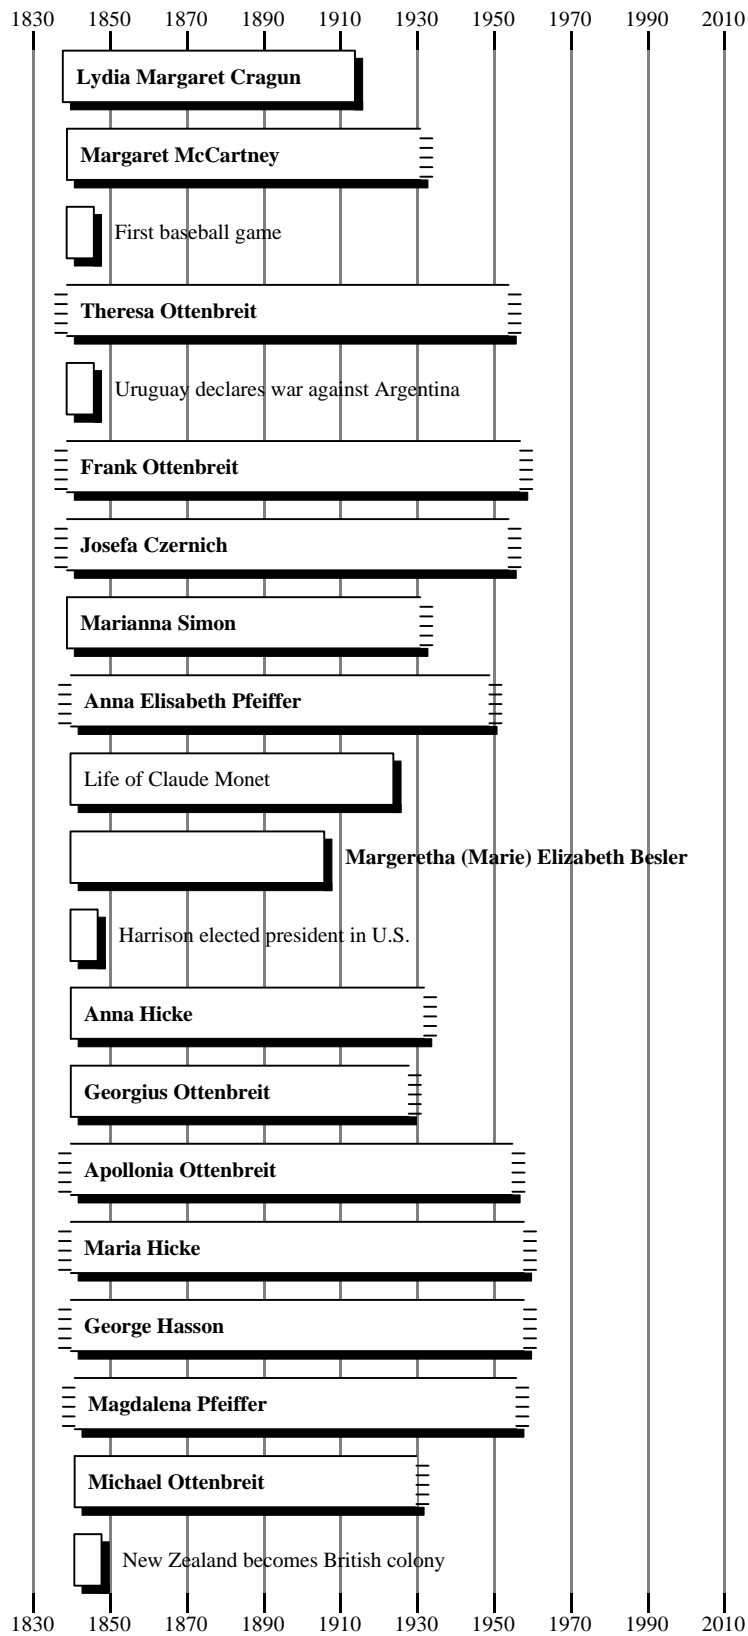 1830 1850 1870 1890 1910 1930 1950 1970 1990 2010
Lydia Margaret Cragun
Margaret McCartney
First baseball game
Theresa Ottenbreit
Uruguay declares war against Argentina
Frank Ottenbreit
Josefa Czernich
Marianna Simon
Anna Elisabeth Pfeiffer
Life of Claude Monet
Margeretha (Marie) Elizabeth Besler
Harrison elected president in U.S.
Anna Hicke
Georgius Ottenbreit
Apollonia Ottenbreit
Maria Hicke
George Hasson
Magdalena Pfeiffer
Michael Ottenbreit
New Zealand becomes British colony
1830 1850 1870 1890 1910 1930 1950 1970 1990 2010